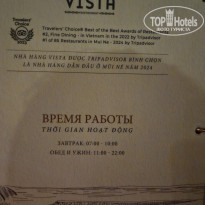 VISTA
ТопХотелс
Travelers' Choice® Best of the Best Awards of
#2, Fine Dining - in Vietnam in the 2022 by Tripadvisor
#1 of 86 Restaurants in Mui Ne - 2024 by Tripadvisor
NHÀ HÀNG VISTA ĐƯỢC TRIPADVISOR BÌNH CHỌN
LÀ NHÀ HÀNG DẪN ĐẦU Ở MŨI NÉ NĂM 2024
ВРЕМЯ РАБОТЫ
THỜI GIAN HOẠT ĐỘNG
ЗАВТРАК: 07:00 - 10:00
ОБЕД И УЖИН: 11:00 - 22:00